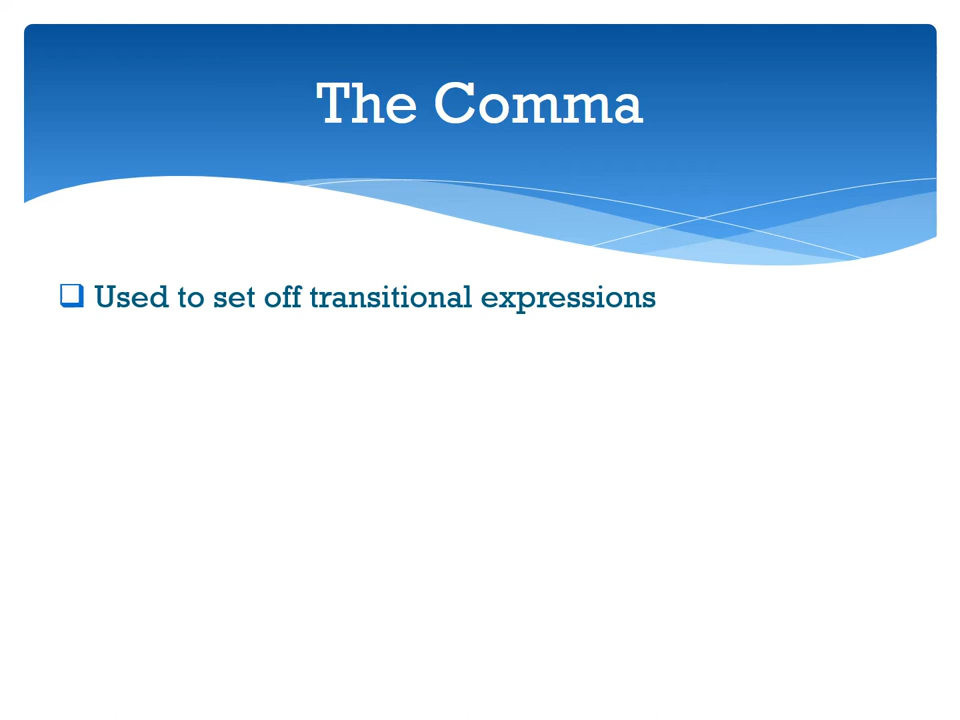 The Comma
Used to set off transitional expressions